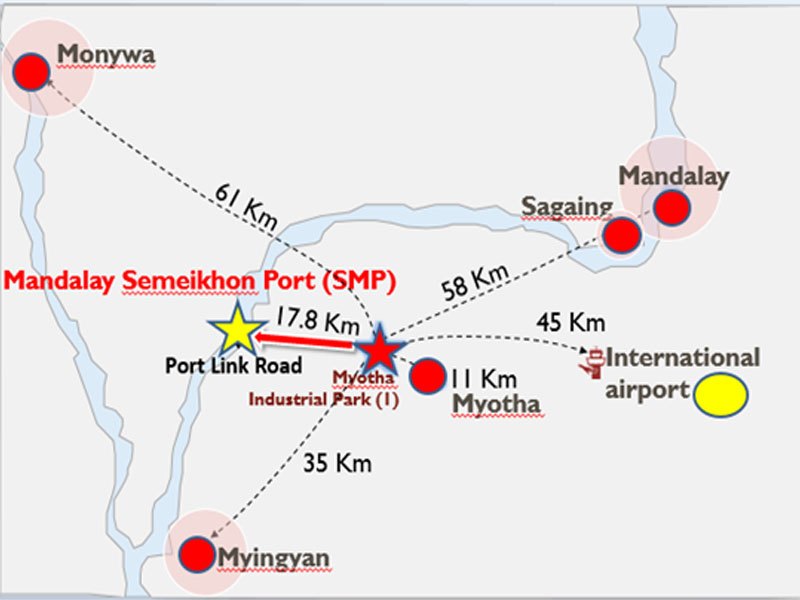 Monywa
Mandalay
Sagaing
61 Km
58 Km
Mandalay Semeikhon Port (SMP)
17.8 Km
45 Km
Port Link Road
International
airport
Myotha
Industrial Park (1)
11 Km
Myotha
35 Km
Myingyan